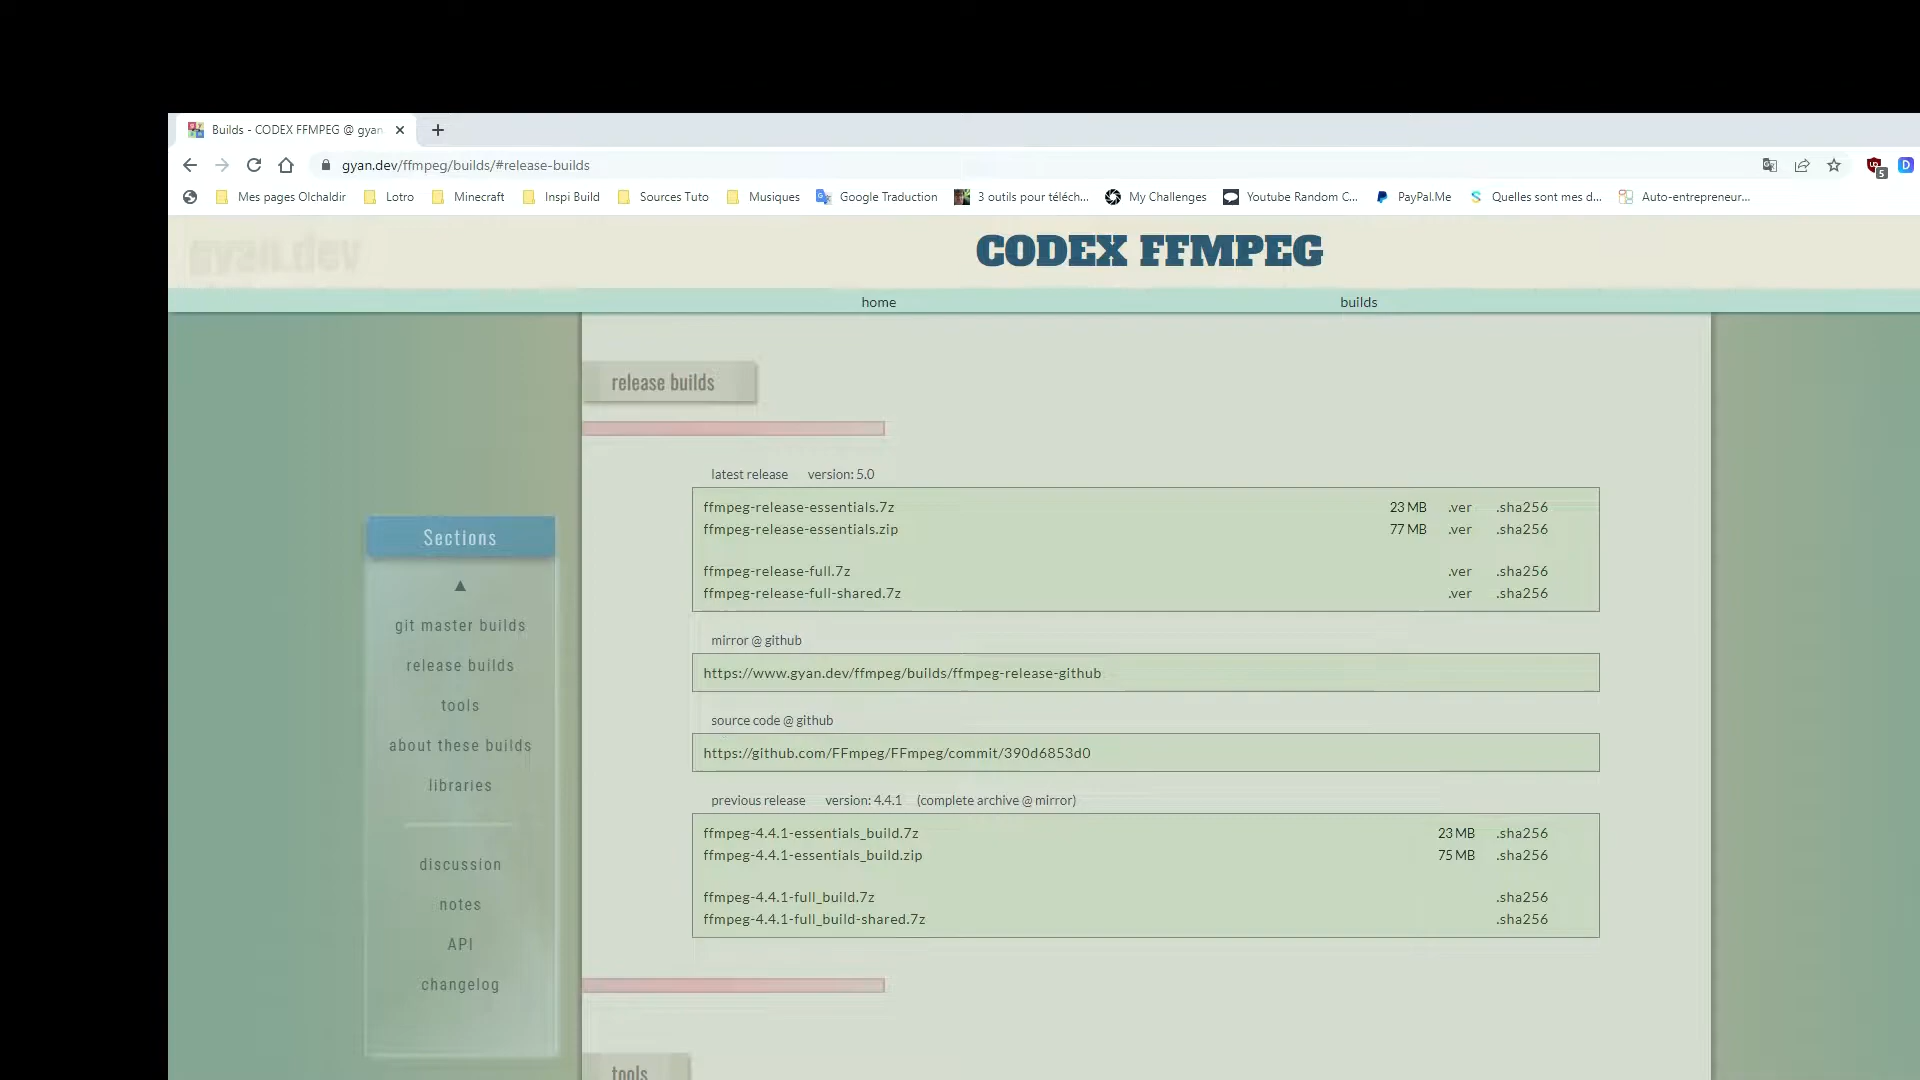 Builds - CODEX FFMPEG @ gyan
gyan.dev/ffmpeg/builds/#release-builds
Mes pages Olchaldir Lotro Minecraft Inspi Build Sources Tuto Musiques Google Traduction 3 outils pour téléch... My Challenges Youtube Random C... PayPal.Me Quelles sont mes d... Auto-entrepreneur...
gyan.dev
CODEX FFMPEG
home builds
release builds
latest release version: 5.0
ffmpeg-release-essentials.7z 23 MB .ver .sha256
ffmpeg-release-essentials.zip 77 MB .ver .sha256
ffmpeg-release-full.7z .ver .sha256
ffmpeg-release-full-shared.7z .ver .sha256
mirror @ github
https://www.gyan.dev/ffmpeg/builds/ffmpeg-release-github
source code @ github
https://github.com/FFmpeg/FFmpeg/commit/390d6853d0
previous release version: 4.4.1 (complete archive @ mirror)
ffmpeg-4.4.1-essentials_build.7z 23 MB .sha256
ffmpeg-4.4.1-essentials_build.zip 75 MB .sha256
ffmpeg-4.4.1-full_build.7z .sha256
ffmpeg-4.4.1-full_build-shared.7z .sha256
tools
Sections
▲
git master builds
release builds
tools
about these builds
libraries
discussion
notes
API
changelog
5
D